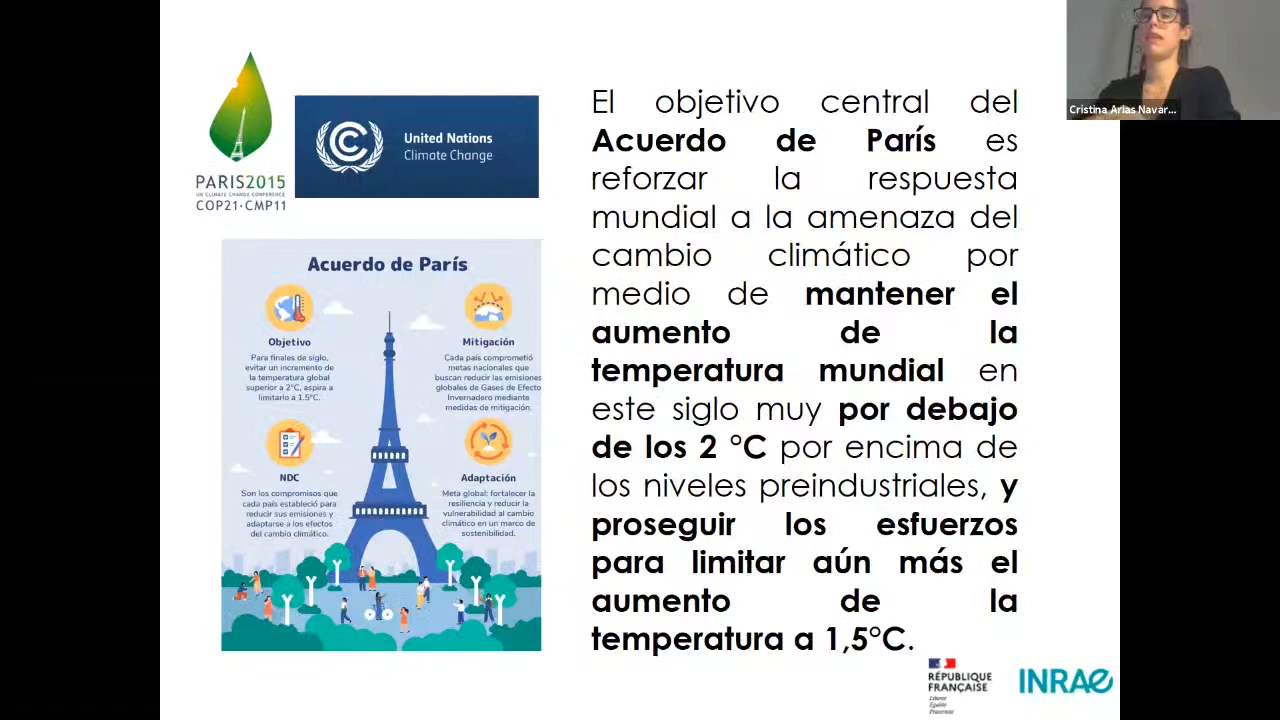 PARIS2015
UN CLIMATE CHANGE CONFERENCE
COP21·CMP11
United Nations
Climate Change
Acuerdo de París
Objetivo
Para finales de siglo,
evitar un incremento de
la temperatura global
superior a 2°C, aspira a
limitarlo a 1.5°C.
Mitigación
Cada país comprometió
metas nacionales que
buscan reducir las emisiones
globales de Gases de Efecto
Invernadero mediante
medidas de mitigación.
NDC
Son los compromisos que
cada país estableció para
reducir sus emisiones y
adaptarse a los efectos
del cambio climático.
Adaptación
Meta global: fortalecer la
resiliencia y reducir la
vulnerabilidad al cambio
climático en un marco de
sostenibilidad.
El objetivo central del
Acuerdo de París es
reforzar la respuesta
mundial a la amenaza del
cambio climático por
medio de mantener el
aumento de la
temperatura mundial en
este siglo muy por debajo
de los 2 °C por encima de
los niveles preindustriales, y
proseguir los esfuerzos
para limitar aún más el
aumento de la
temperatura a 1,5°C.
Cristina Arias Navar...
RÉPUBLIQUE
FRANÇAISE
Liberté
Égalité
Fraternité
INRAE